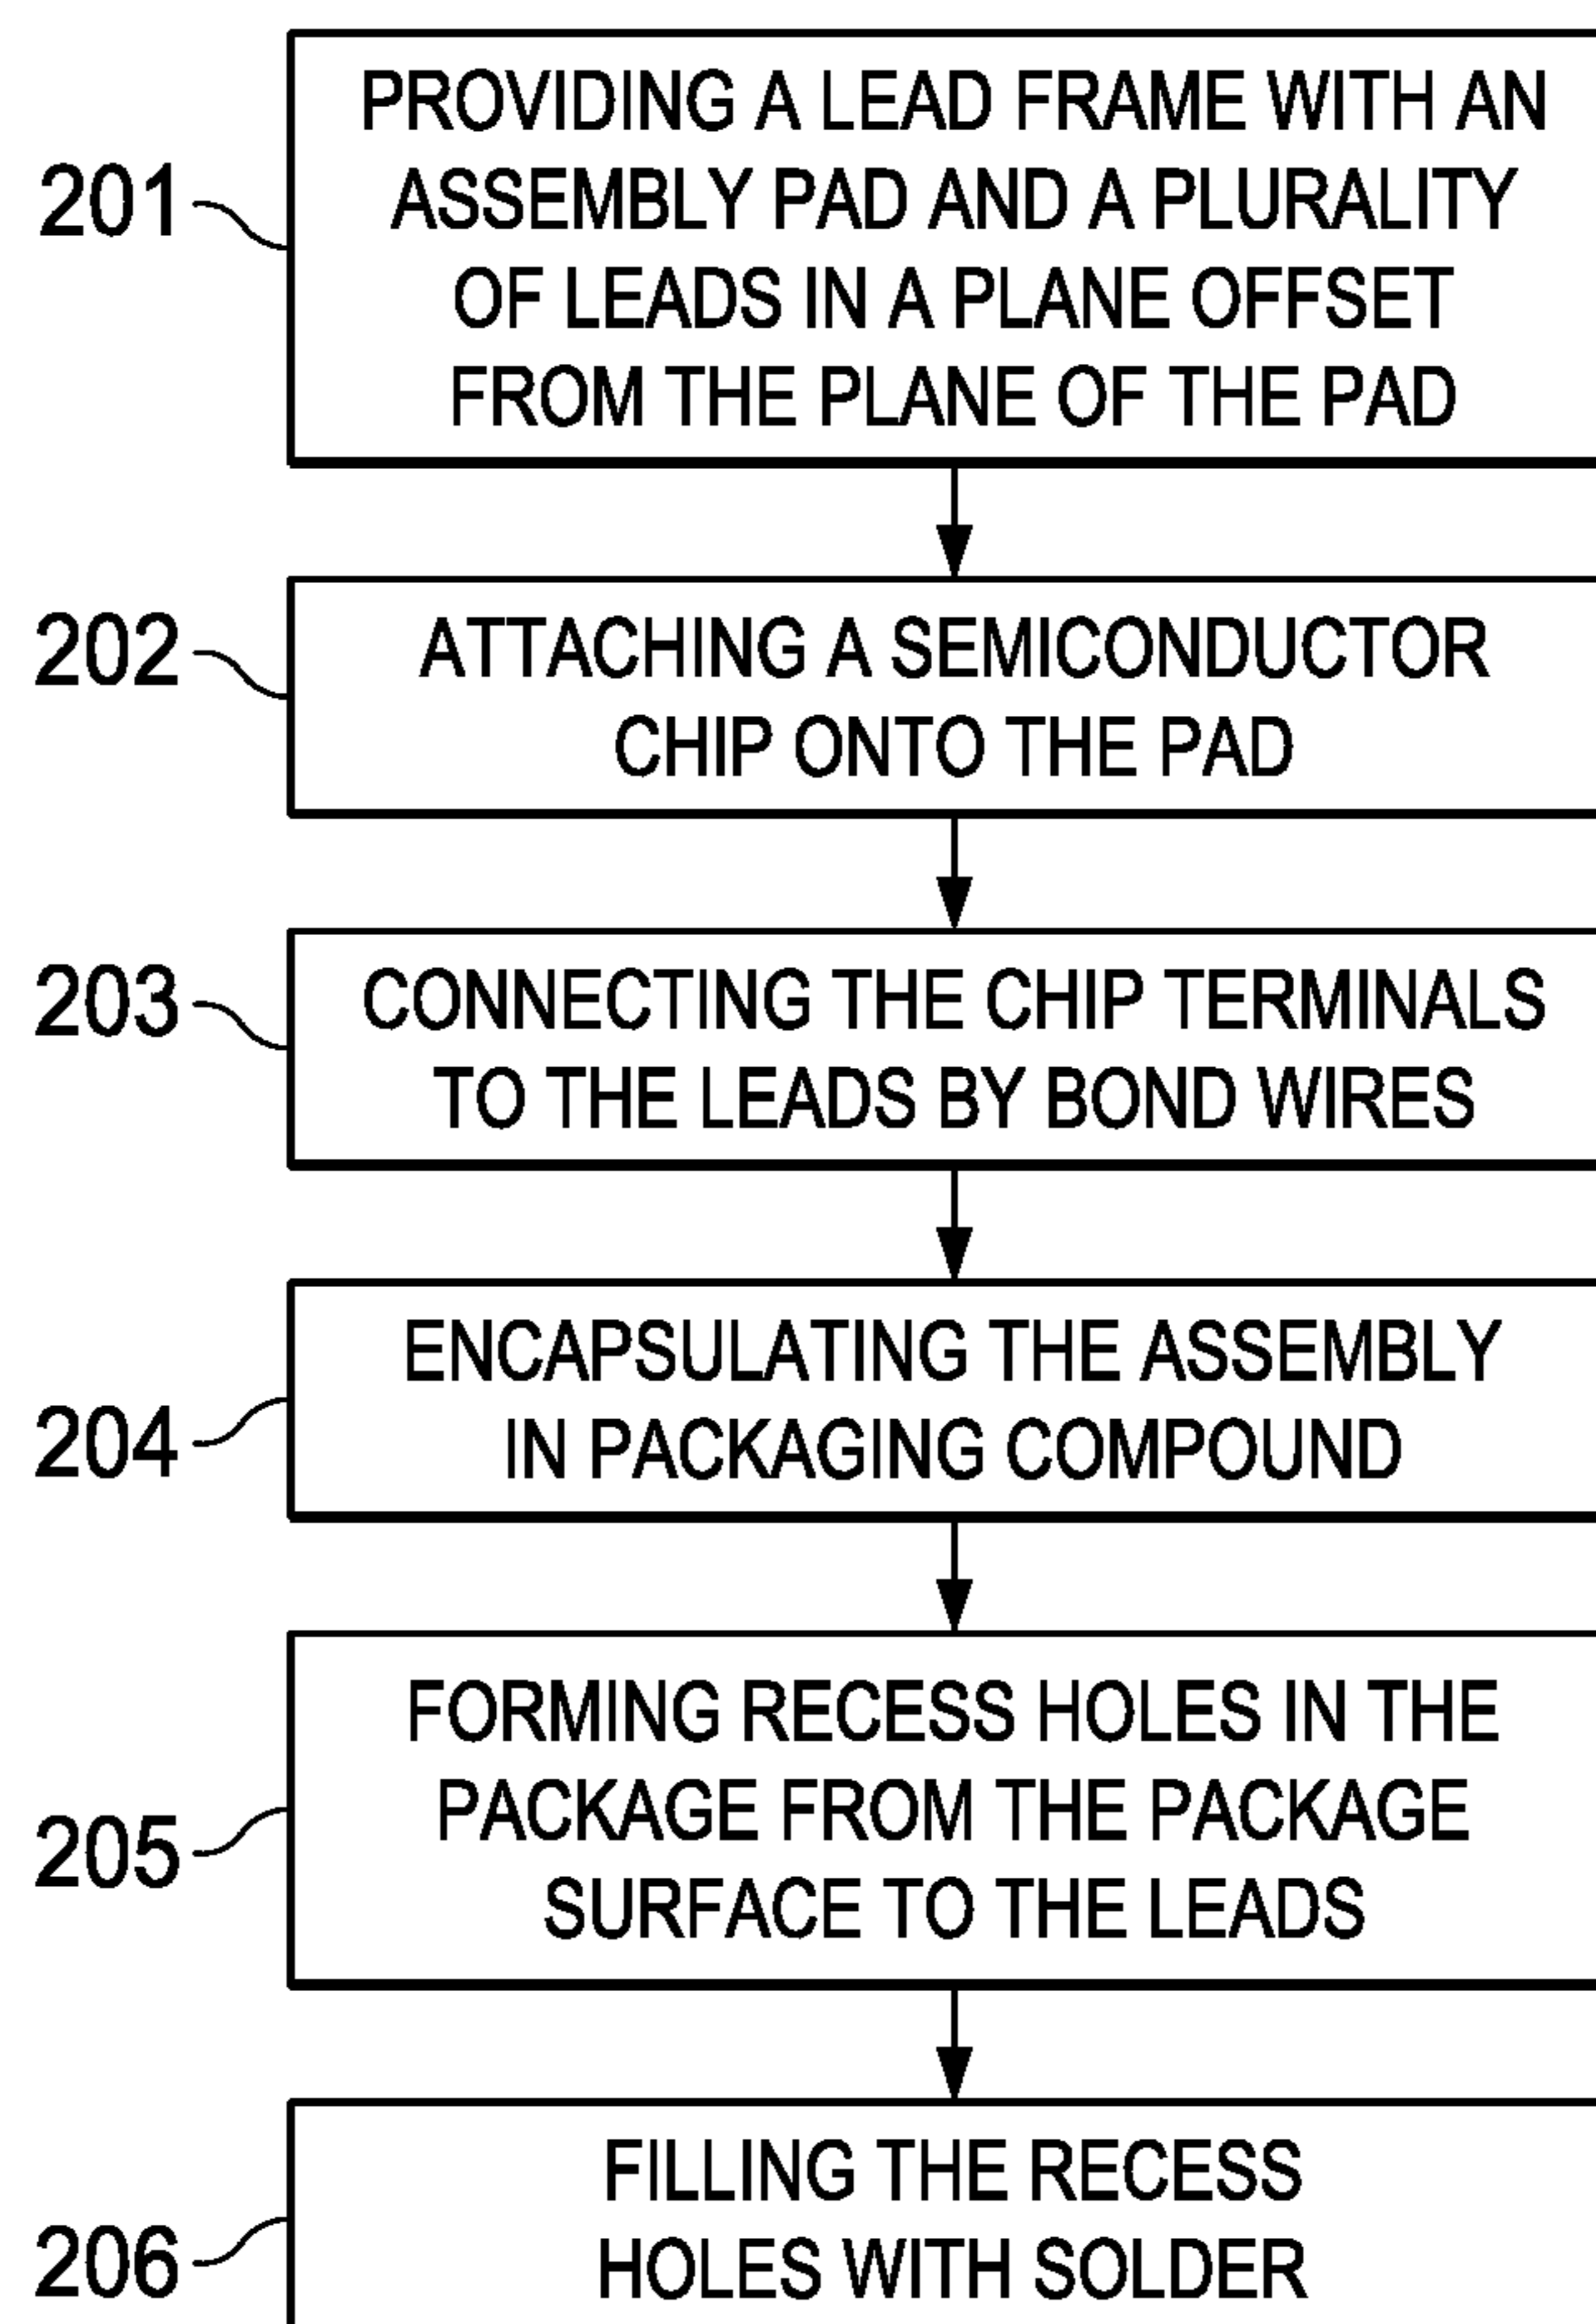 201
PROVIDING A LEAD FRAME WITH AN
ASSEMBLY PAD AND A PLURALITY
OF LEADS IN A PLANE OFFSET
FROM THE PLANE OF THE PAD
202
ATTACHING A SEMICONDUCTOR
CHIP ONTO THE PAD
203
CONNECTING THE CHIP TERMINALS
TO THE LEADS BY BOND WIRES
204
ENCAPSULATING THE ASSEMBLY
IN PACKAGING COMPOUND
205
FORMING RECESS HOLES IN THE
PACKAGE FROM THE PACKAGE
SURFACE TO THE LEADS
206
FILLING THE RECESS
HOLES WITH SOLDER